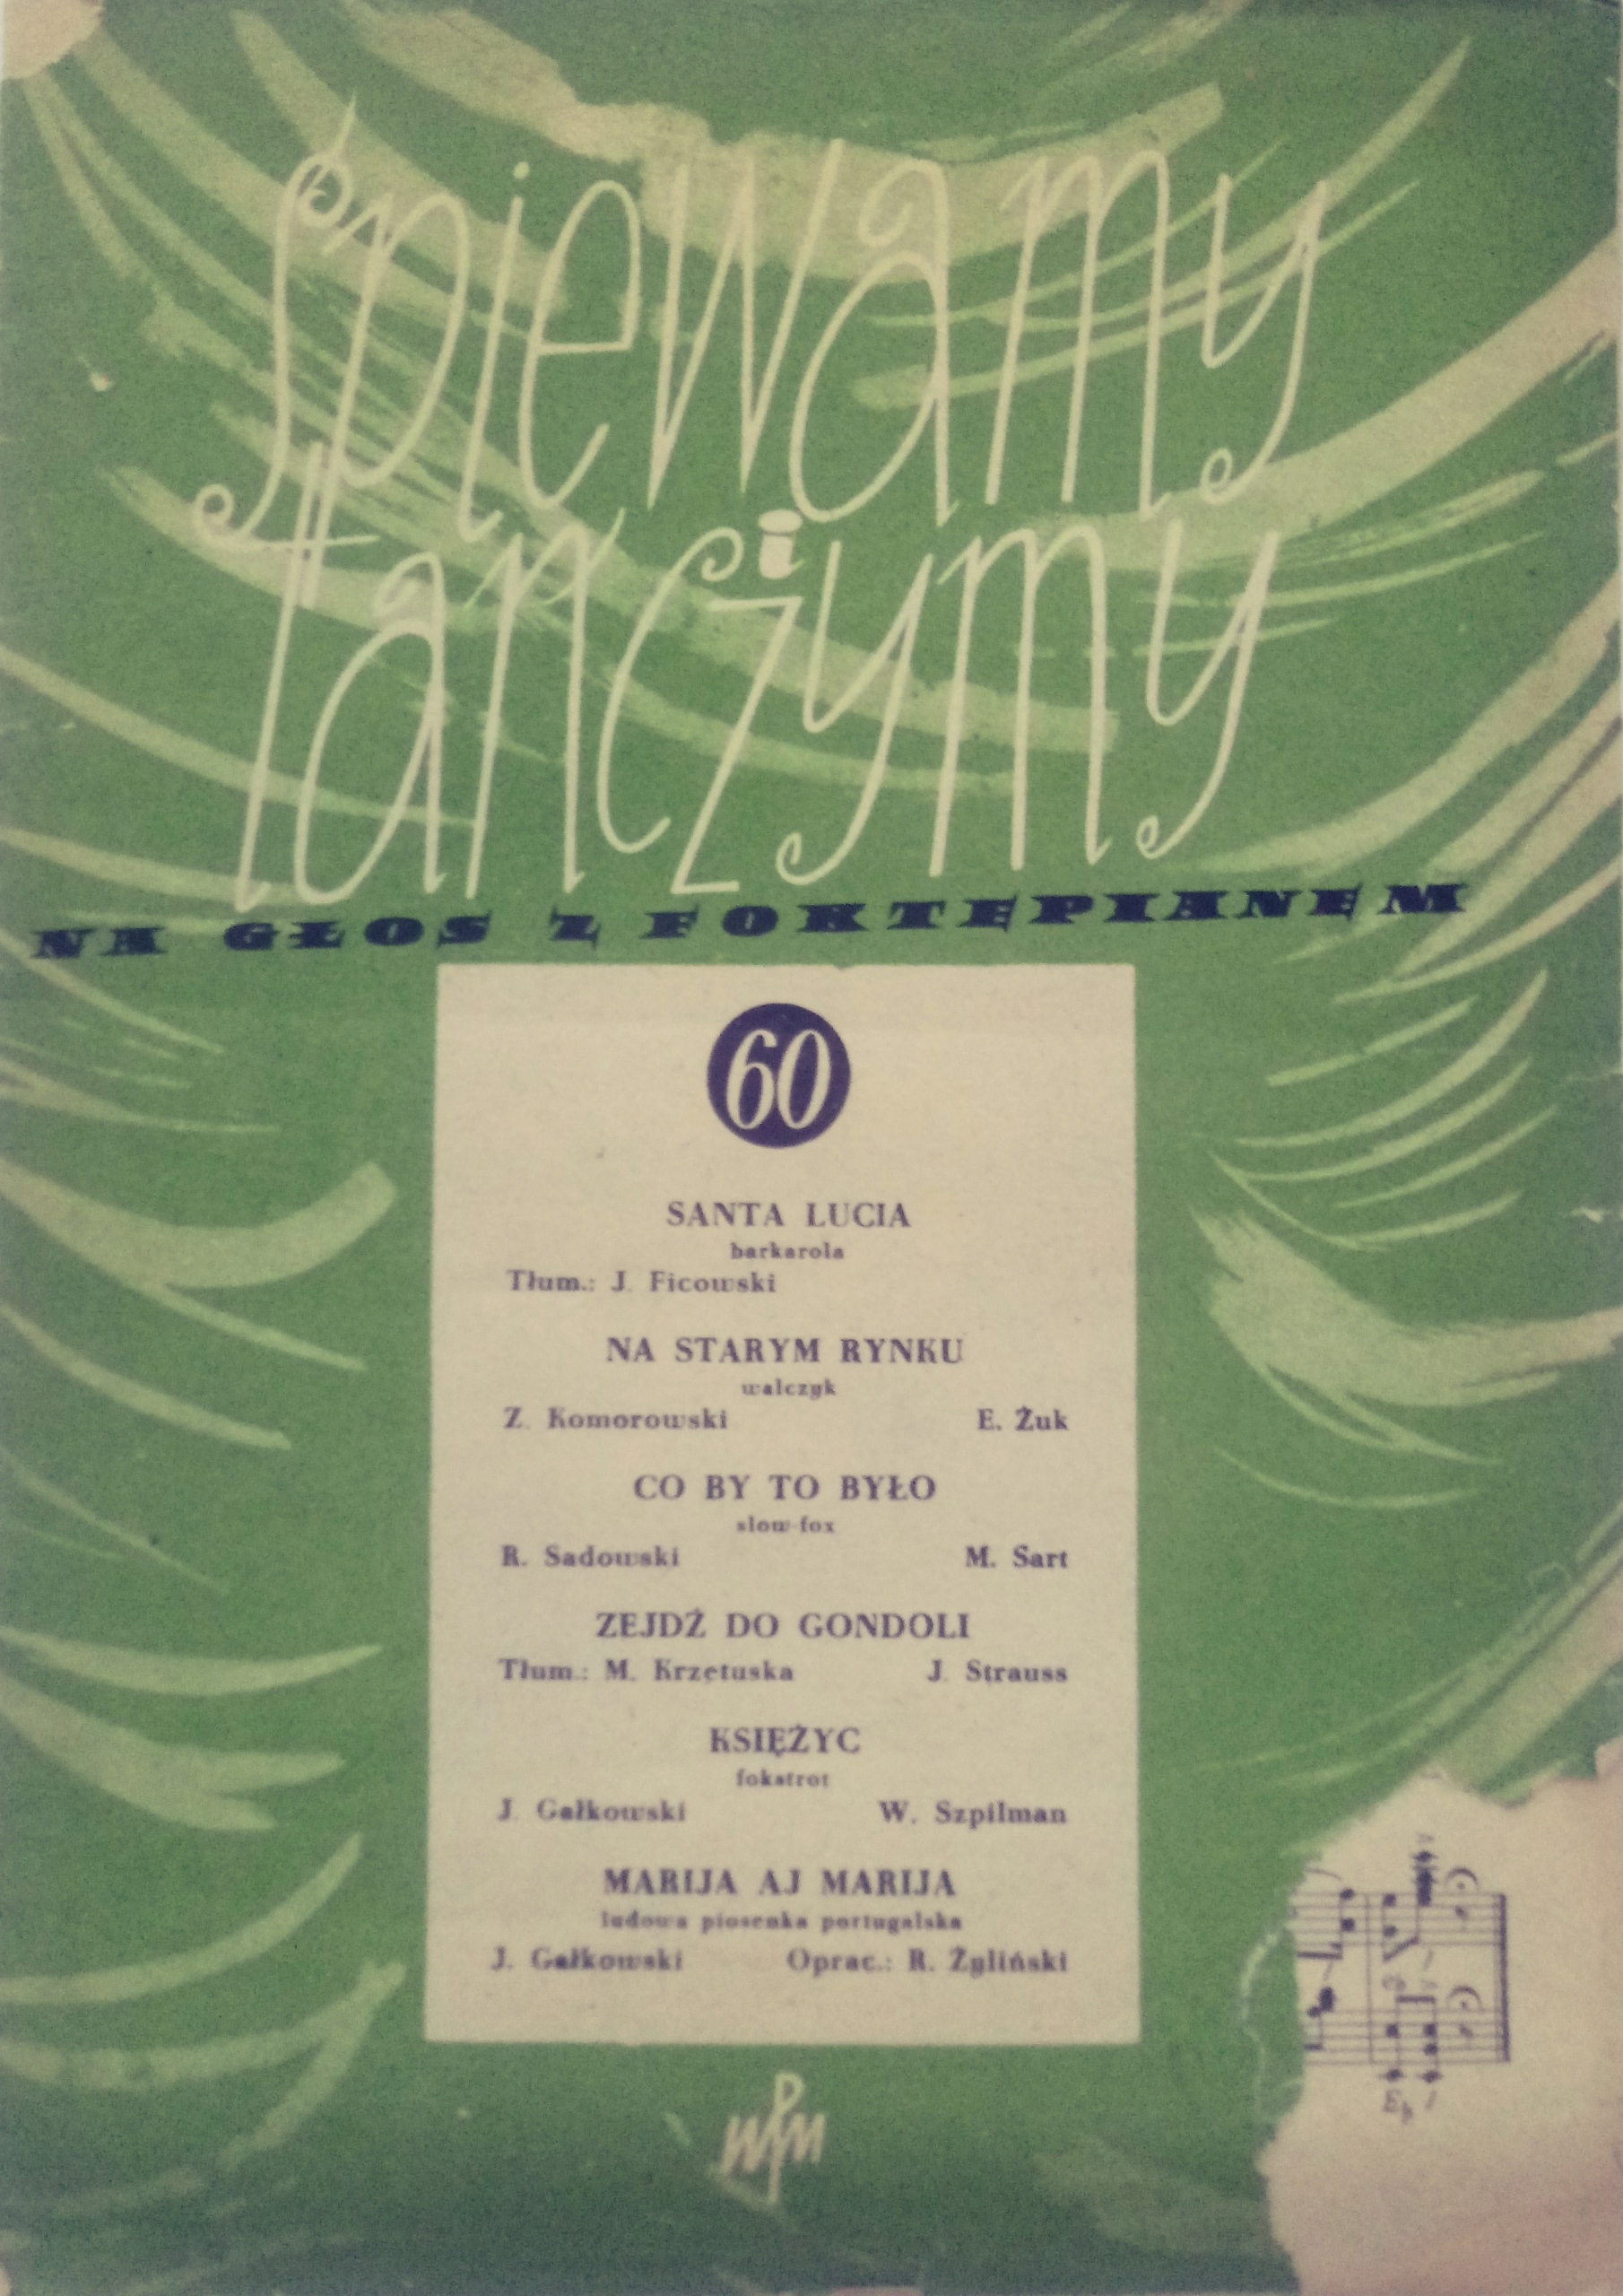 śpiewamy
i
tańczymy
NA GŁOS Z FORTEPIANEM
60
SANTA LUCIA
barkarola
Tłum.: J. Ficowski
NA STARYM RYNKU
walczyk
Z. Komorowski E. Żuk
CO BY TO BYŁO
slow-fox
R. Sadowski M. Sart
ZEJDŹ DO GONDOLI
Tłum.: M. Krzetuska J. Strauss
KSIĘŻYC
fokstrot
J. Gałkowski W. Szpilman
MARIJA AJ MARIJA
ludowa piosenka portugalska
J. Gałkowski Oprac.: R. Żyliński
Eb
PWM